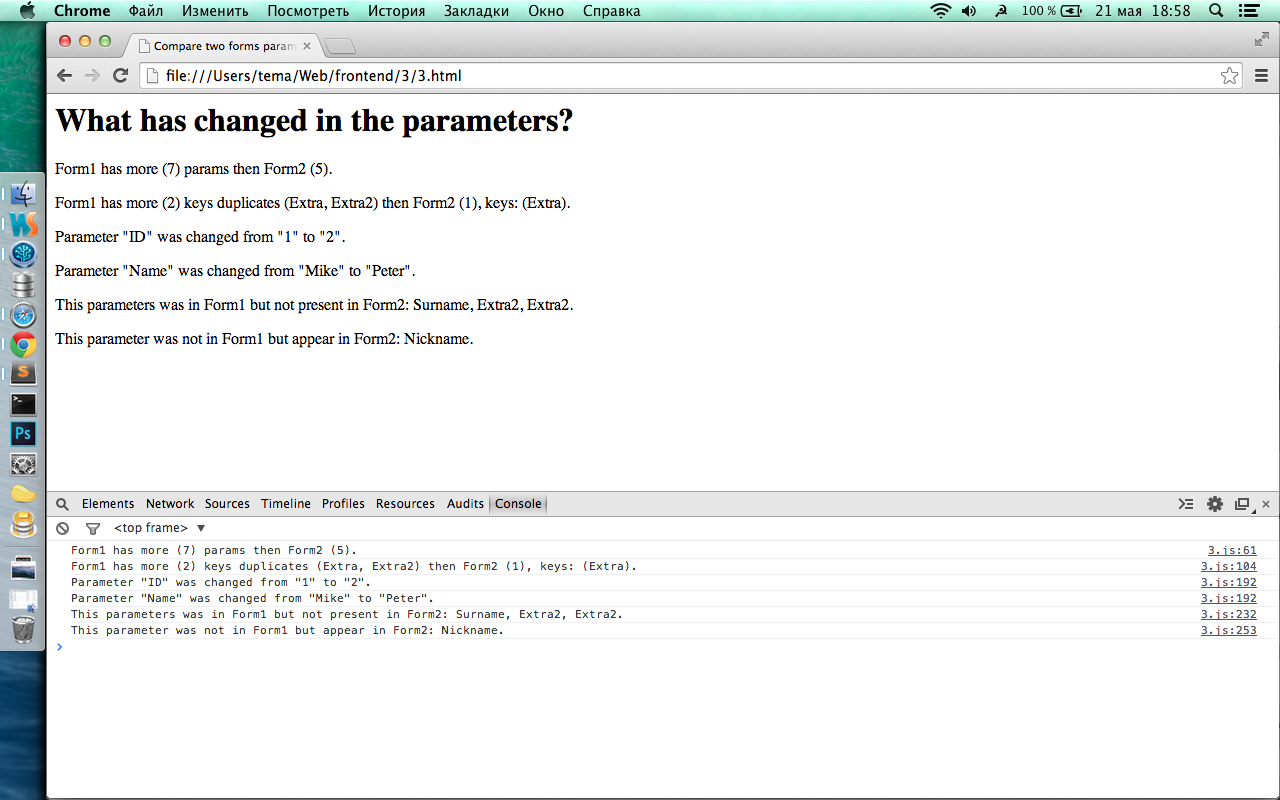 Chrome Файл Изменить Посмотреть История Закладки Окно Справка 100 % 21 мая 18:58
Compare two forms param
file:///Users/tema/Web/frontend/3/3.html
What has changed in the parameters?
Form1 has more (7) params then Form2 (5).
Form1 has more (2) keys duplicates (Extra, Extra2) then Form2 (1), keys: (Extra).
Parameter "ID" was changed from "1" to "2".
Parameter "Name" was changed from "Mike" to "Peter".
This parameters was in Form1 but not present in Form2: Surname, Extra2, Extra2.
This parameter was not in Form1 but appear in Form2: Nickname.
WS
S
Ps
Elements Network Sources Timeline Profiles Resources Audits Console
<top frame>
Form1 has more (7) params then Form2 (5). 3.js:61
Form1 has more (2) keys duplicates (Extra, Extra2) then Form2 (1), keys: (Extra). 3.js:104
Parameter "ID" was changed from "1" to "2". 3.js:192
Parameter "Name" was changed from "Mike" to "Peter". 3.js:192
This parameters was in Form1 but not present in Form2: Surname, Extra2, Extra2. 3.js:232
This parameter was not in Form1 but appear in Form2: Nickname. 3.js:253